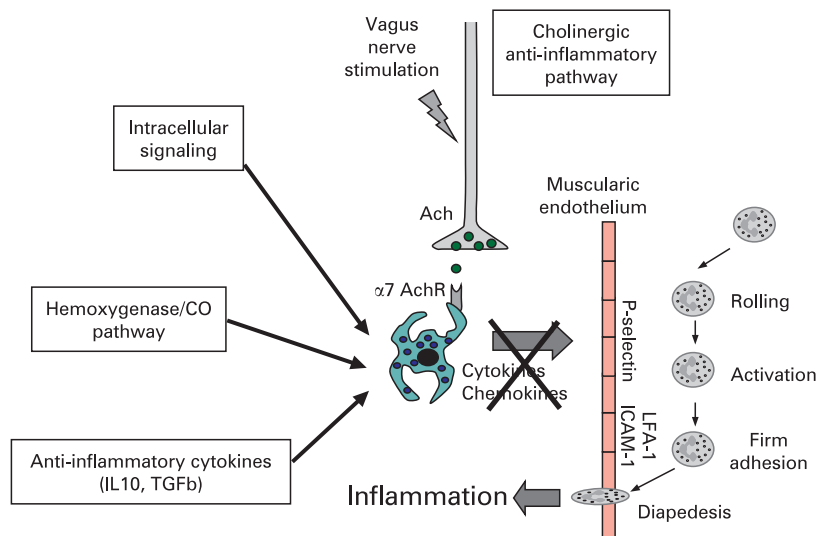 Vagus
nerve
stimulation
Cholinergic
anti-inflammatory
pathway
Intracellular
signaling
Ach
Muscularic
endothelium
α7 AchR
Hemoxygenase/CO
pathway
Cytokines
Chemokines
P-selectin
Rolling
Activation
LFA-1
ICAM-1
Firm
adhesion
Anti-inflammatory cytokines
(IL10, TGFb)
Inflammation
Diapedesis